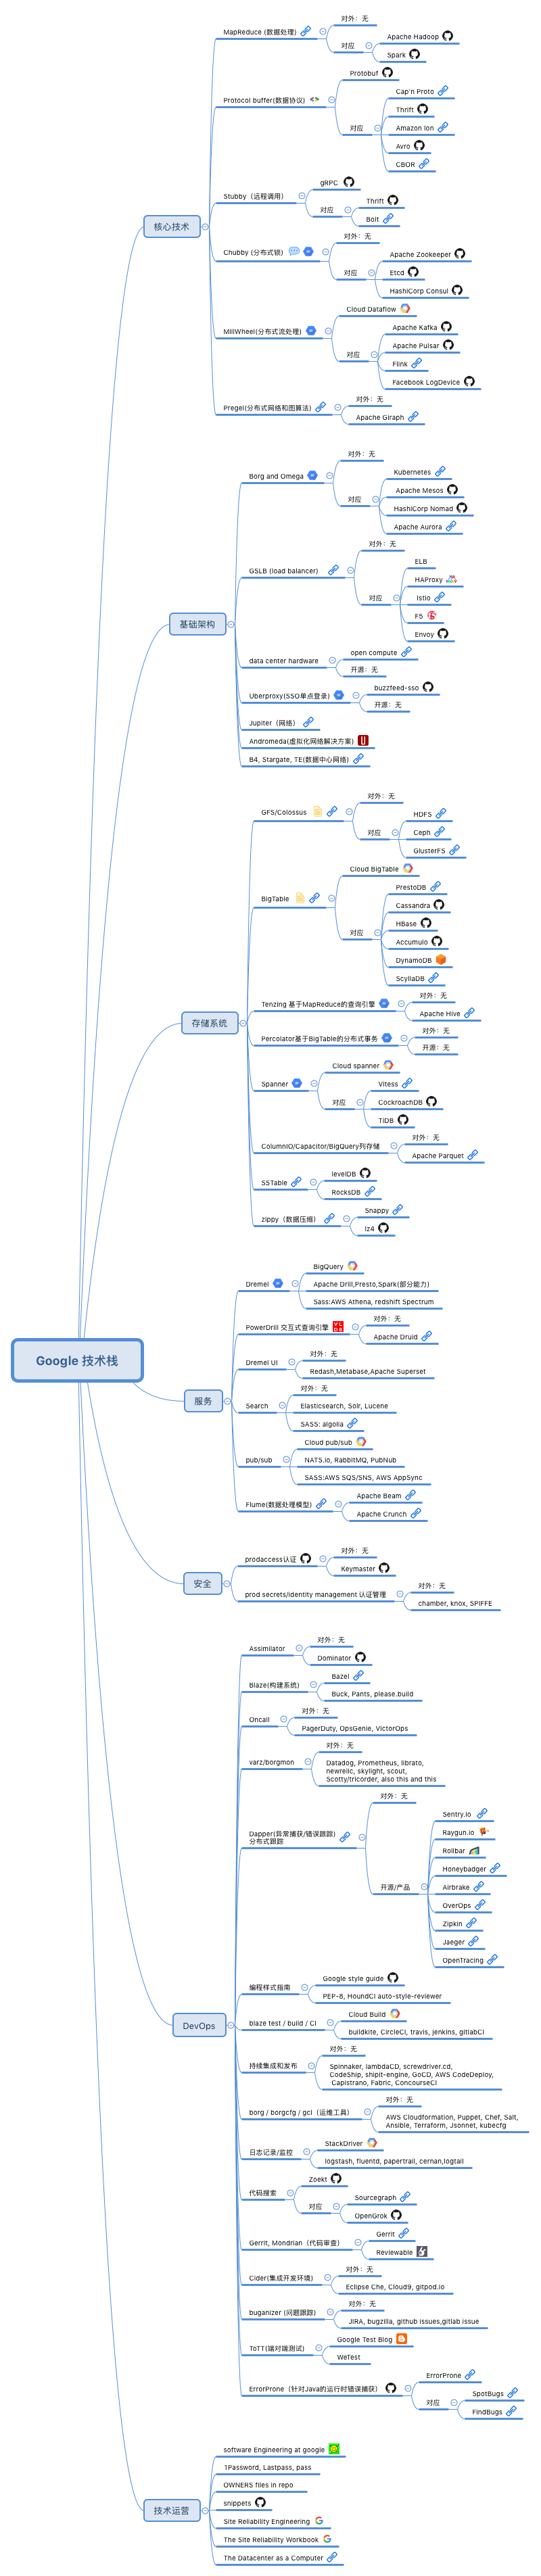 Google 技术栈
核心技术
MapReduce (数据处理)
对外：无
对应
Apache Hadoop
Spark
Protocol buffer(数据协议)
Protobuf
对应
Cap'n Proto
Thrift
Amazon Ion
Avro
CBOR
Stubby（远程调用）
gRPC
对应
Thrift
Bolt
Chubby (分布式锁)
对外：无
对应
Apache Zookeeper
Etcd
HashiCorp Consul
MillWheel(分布式流处理)
Cloud Dataflow
对应
Apache Kafka
Apache Pulsar
Flink
Facebook LogDevice
Pregel(分布式网络和图算法)
对外：无
Apache Giraph
基础架构
Borg and Omega
对外：无
对应
Kubernetes
Apache Mesos
HashiCorp Nomad
Apache Aurora
GSLB (load balancer)
对外：无
对应
ELB
HAProxy
Istio
F5
Envoy
data center hardware
open compute
开源：无
Uberproxy(SSO单点登录)
buzzfeed-sso
开源：无
Jupiter（网络）
Andromeda(虚拟化网络解决方案)
B4, Stargate, TE(数据中心网络)
存储系统
GFS/Colossus
对外：无
对应
HDFS
Ceph
GlusterFS
BigTable
Cloud BigTable
对应
PrestoDB
Cassandra
HBase
Accumulo
DynamoDB
ScyllaDB
Tenzing 基于MapReduce的查询引擎
对外：无
Apache Hive
Percolator基于BigTable的分布式事务
对外：无
开源：无
Spanner
Cloud spanner
对应
Vitess
CockroachDB
TiDB
ColumnIO/Capacitor/BigQuery列存储
对外：无
Apache Parquet
SSTable
levelDB
RocksDB
zippy（数据压缩）
Snappy
lz4
服务
Dremel
BigQuery
Apache Drill,Presto,Spark(部分能力)
Sass:AWS Athena, redshift Spectrum
PowerDrill 交互式查询引擎
对外：无
Apache Druid
Dremel UI
对外：无
Redash,Metabase,Apache Superset
Search
对外：无
Elasticsearch, Solr, Lucene
SASS: algolia
pub/sub
Cloud pub/sub
NATS.io, RabbitMQ, PubNub
SASS:AWS SQS/SNS, AWS AppSync
Flume(数据处理模型)
Apache Beam
Apache Crunch
安全
prodaccess认证
对外：无
Keymaster
prod secrets/identity management 认证管理
对外：无
chamber, knox, SPIFFE
DevOps
Assimilator
对外：无
Dominator
Blaze(构建系统)
Bazel
Buck, Pants, please.build
Oncall
对外：无
PagerDuty, OpsGenie, VictorOps
varz/borgmon
对外：无
Datadog, Prometheus, librato,
newrelic, skylight, scout,
Scotty/tricorder, also this and this
Dapper(异常捕获/错误跟踪)
分布式跟踪
对外：无
开源/产品
Sentry.io
Raygun.io
Rollbar
Honeybadger
Airbrake
OverOps
Zipkin
Jaeger
OpenTracing
编程样式指南
Google style guide
PEP-8, HoundCI auto-style-reviewer
blaze test / build / CI
Cloud Build
buildkite, CircleCI, travis, jenkins, gitlabCI
持续集成和发布
对外：无
Spinnaker, lambdaCD, screwdriver.cd,
CodeShip, shipit-engine, GoCD, AWS CodeDeploy,
Capistrano, Fabric, ConcourseCI
borg / borgcfg / gcl（运维工具）
对外：无
AWS Cloudformation, Puppet, Chef, Salt,
Ansible, Terraform, Jsonnet, kubecfg
日志记录/监控
StackDriver
logstash, fluentd, papertrail, cernan,logtail
代码搜索
Zoekt
对应
Sourcegraph
OpenGrok
Gerrit, Mondrian（代码审查）
Gerrit
Reviewable
Cider(集成开发环境)
对外：无
Eclipse Che, Cloud9, gitpod.io
buganizer (问题跟踪)
对外：无
JIRA, bugzilla, github issues,gitlab issue
ToTT(端对端测试)
Google Test Blog
WeTest
ErrorProne（针对Java的运行时错误捕获）
ErrorProne
对应
SpotBugs
FindBugs
技术运营
software Engineering at google
1Password, Lastpass, pass
OWNERS files in repo
snippets
Site Reliability Engineering
The Site Reliability Workbook
The Datacenter as a Computer